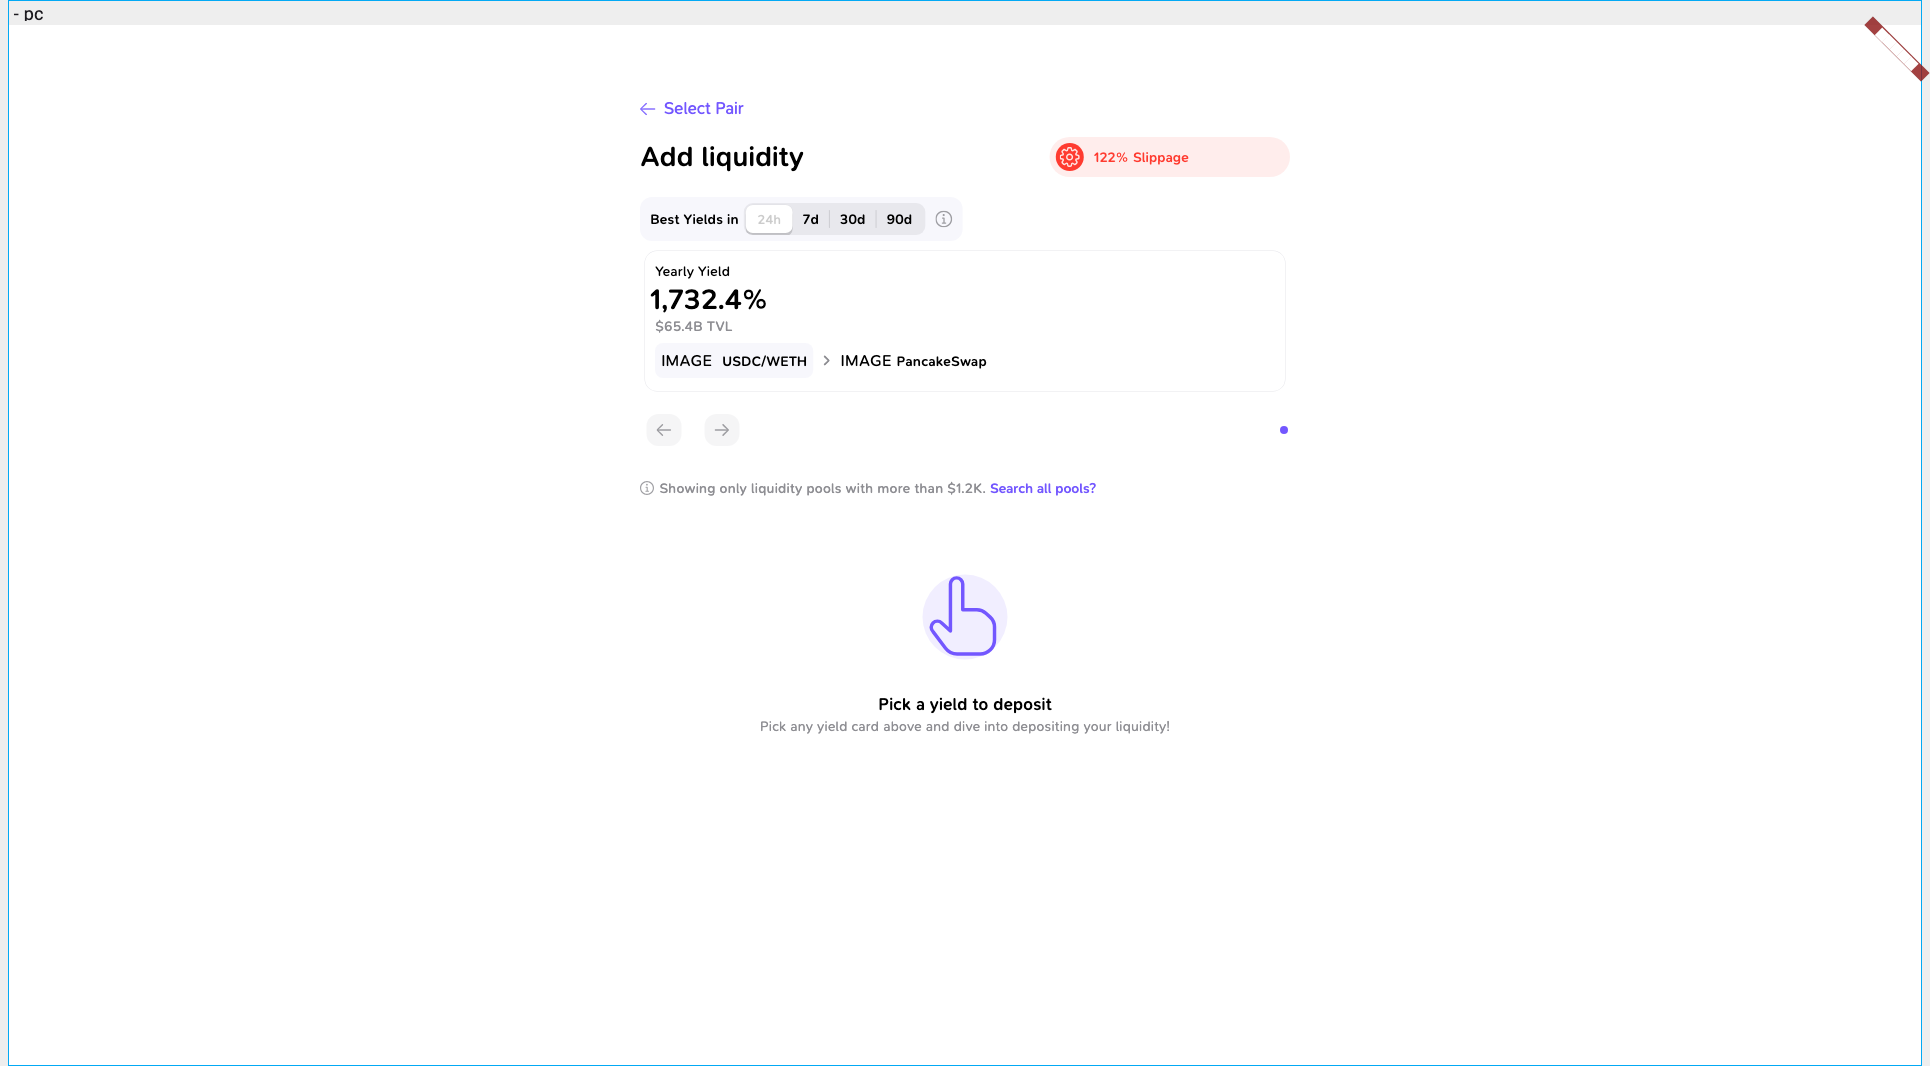 - pc
Select Pair
Add liquidity
122% Slippage
Best Yields in 24h 7d 30d 90d
Yearly Yield
1,732.4%
$65.4B TVL
IMAGE USDC/WETH > IMAGE PancakeSwap
Showing only liquidity pools with more than $1.2K. Search all pools?
Pick a yield to deposit
Pick any yield card above and dive into depositing your liquidity!